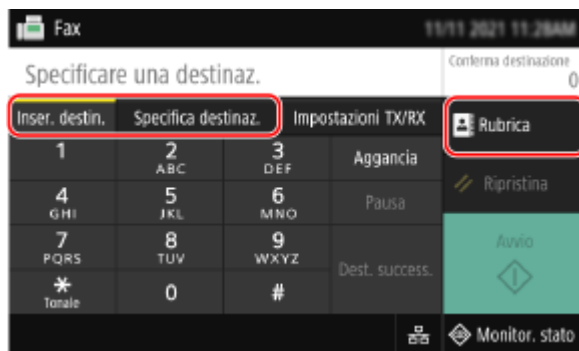 Fax
11/11 2021 11:28AM
Specificare una destinaz.
Conferma destinazione
0
Inser. destin.
Specifica destinaz.
Impostazioni TX/RX
Rubrica
1
2
ABC
3
DEF
Aggancia
4
GHI
5
JKL
6
MNO
Pausa
Ripristina
7
PQRS
8
TUV
9
WXYZ
Dest. success.
Avvio
*
Tonale
0
#
Monitor. stato